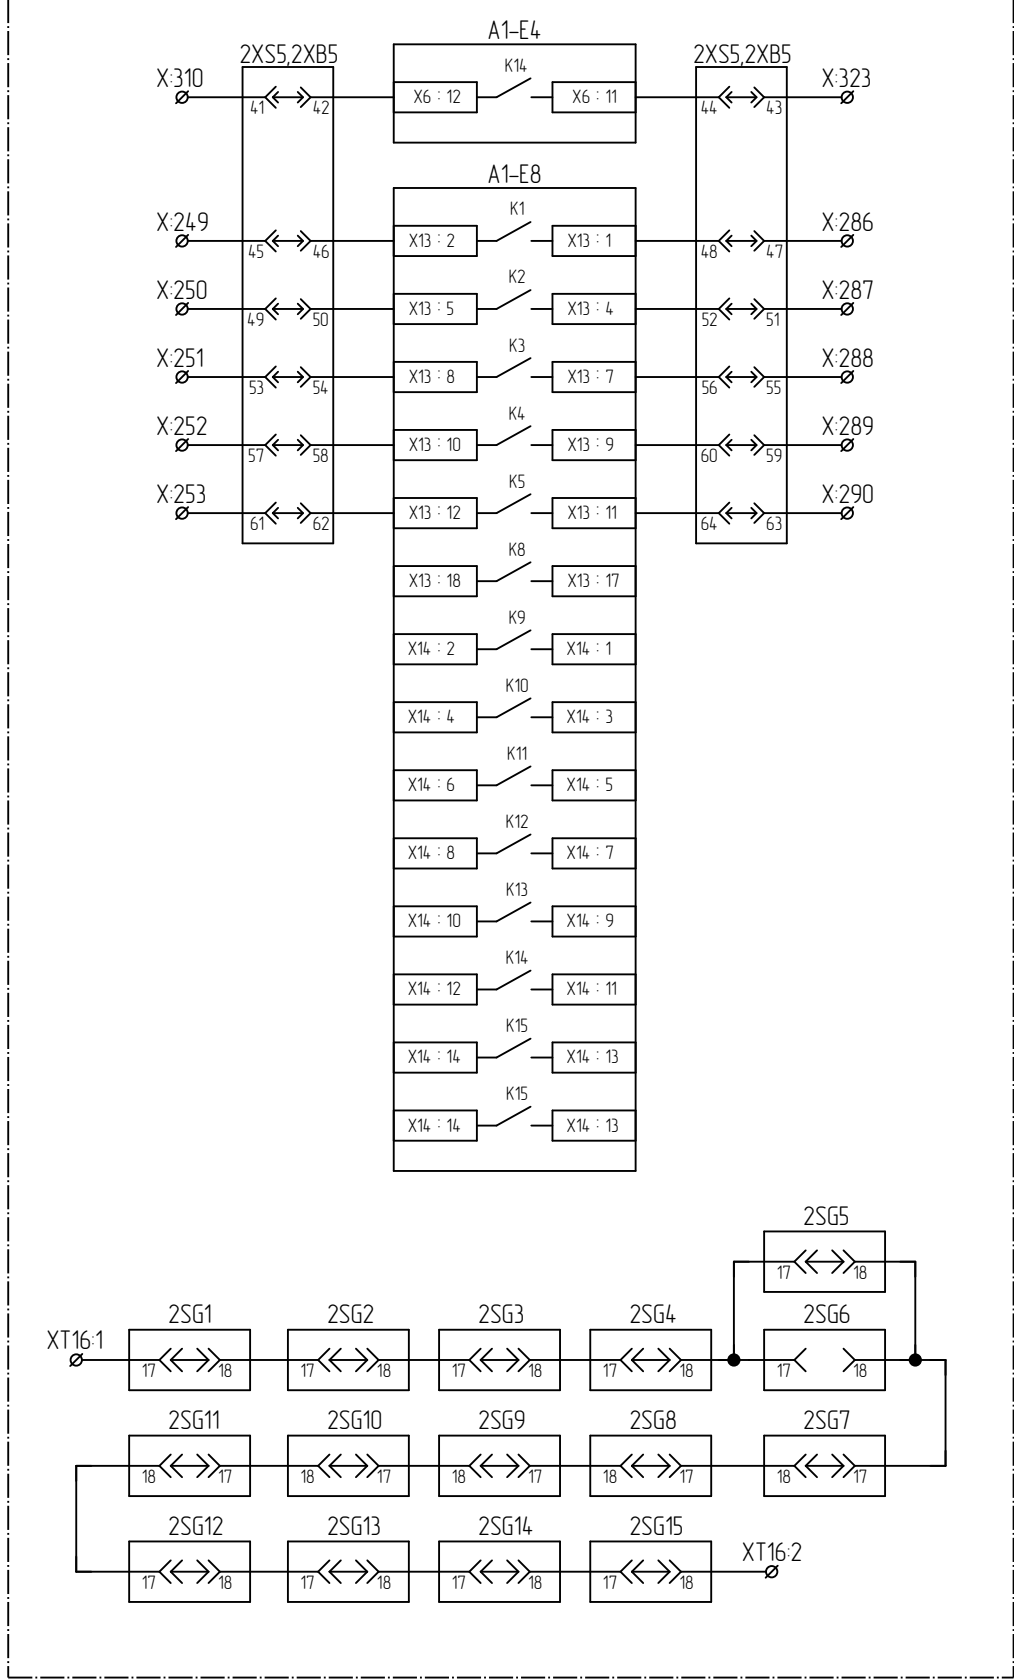 A1-E4
2XS5,2XB5 2XS5,2XB5
K14
X:310 X:323
X6 : 12 X6 : 11
41 42 44 43
A1-E8
K1
X:249 X:286
X13 : 2 X13 : 1
45 46 48 47
K2
X:250 X:287
X13 : 5 X13 : 4
49 50 52 51
K3
X:251 X:288
X13 : 8 X13 : 7
53 54 56 55
K4
X:252 X:289
X13 : 10 X13 : 9
57 58 60 59
K5
X:253 X:290
X13 : 12 X13 : 11
61 62 64 63
K8
X13 : 18 X13 : 17
K9
X14 : 2 X14 : 1
K10
X14 : 4 X14 : 3
K11
X14 : 6 X14 : 5
K12
X14 : 8 X14 : 7
K13
X14 : 10 X14 : 9
K14
X14 : 12 X14 : 11
K15
X14 : 14 X14 : 13
K15
X14 : 14 X14 : 13
2SG5
17 18
2SG1 2SG2 2SG3 2SG4 2SG6
XT16:1
17 18 17 18 17 18 17 18 17 18
2SG11 2SG10 2SG9 2SG8 2SG7
18 17 18 17 18 17 18 17 18 17
2SG12 2SG13 2SG14 2SG15
XT16:2
17 18 17 18 17 18 17 18